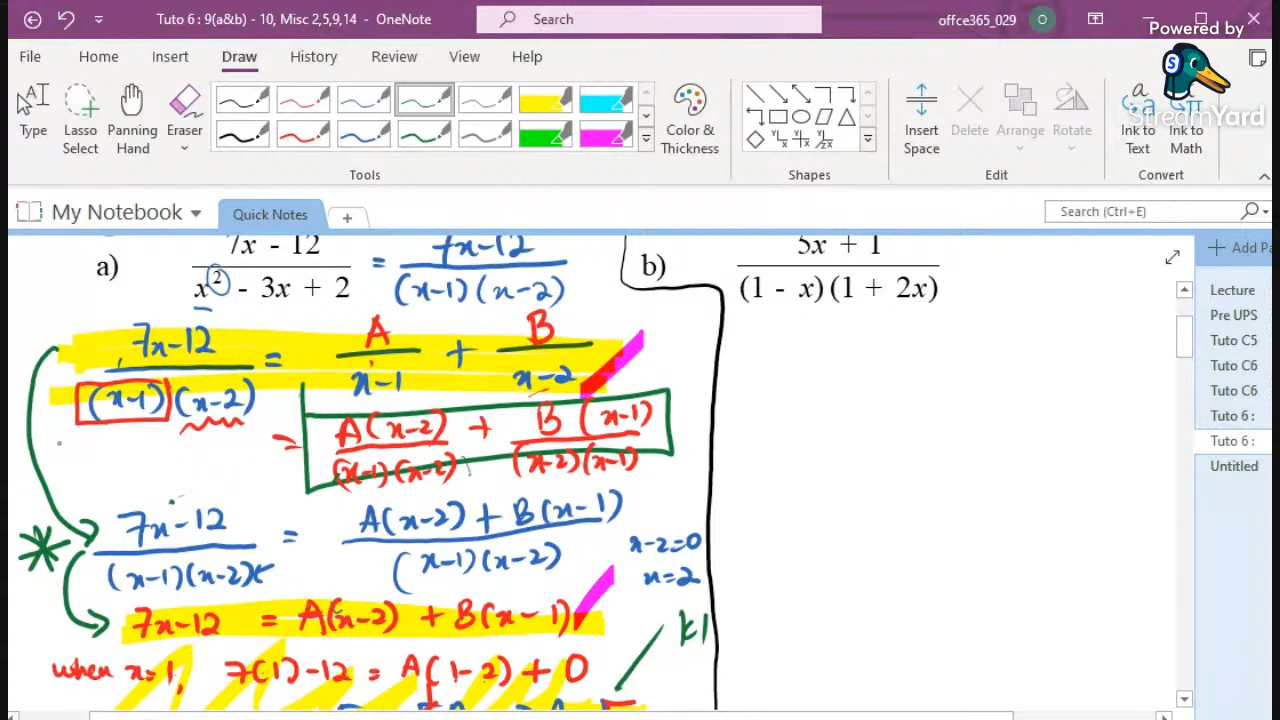 Tuto 6 : 9(a&b) - 10, Misc 2,5,9,14 - OneNote
Search
offce365_029
Powered by
StreamYard
File Home Insert Draw History Review View Help
Type
Lasso Select
Panning Hand
Eraser
Color & Thickness
Insert Space
Delete
Arrange
Rotate
Ink to Text
Ink to Math
Tools
Shapes
Edit
Convert
My Notebook
Quick Notes
+
Search (Ctrl+E)
Add Pa
Lecture
Pre UPS
Tuto C5
Tuto C6
Tuto C6
Tuto 6 :
Tuto 6 :
Untitled
a) 7x - 12 / x² - 3x + 2 = 7x-12 / (x-1)(x-2)
b) 5x + 1 / (1 - x)(1 + 2x)
7x-12 / (x-1)(x-2) = A / x-1 + B / x-2
= A(x-2) / (x-1)(x-2) + B(x-1) / (x-2)(x-1)
* 7x-12 / (x-1)(x-2) = A(x-2) + B(x-1) / (x-1)(x-2)
x-2=0
x=2
7x-12 = A(x-2) + B(x-1)
k1
when x=1, 7(1)-12 = A(1-2) + 0